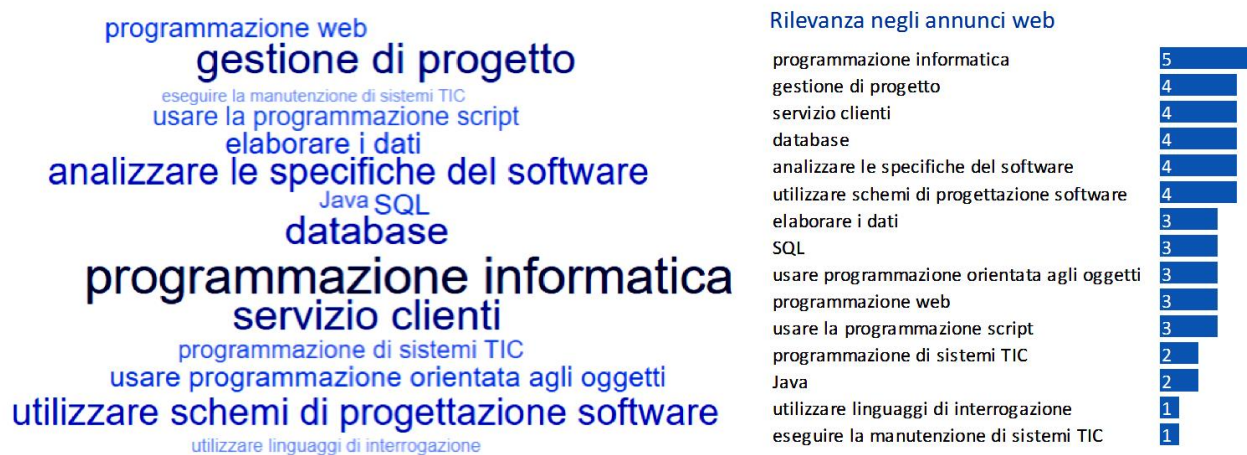 programmazione web
gestione di progetto
eseguire la manutenzione di sistemi TIC
usare la programmazione script
elaborare i dati
analizzare le specifiche del software
Java SQL
database
programmazione informatica
servizio clienti
programmazione di sistemi TIC
usare programmazione orientata agli oggetti
utilizzare schemi di progettazione software
utilizzare linguaggi di interrogazione
Rilevanza negli annunci web
programmazione informatica 5
gestione di progetto 4
servizio clienti 4
database 4
analizzare le specifiche del software 4
utilizzare schemi di progettazione software 4
elaborare i dati 3
SQL 3
usare programmazione orientata agli oggetti 3
programmazione web 3
usare la programmazione script 3
programmazione di sistemi TIC 2
Java 2
utilizzare linguaggi di interrogazione 1
eseguire la manutenzione di sistemi TIC 1